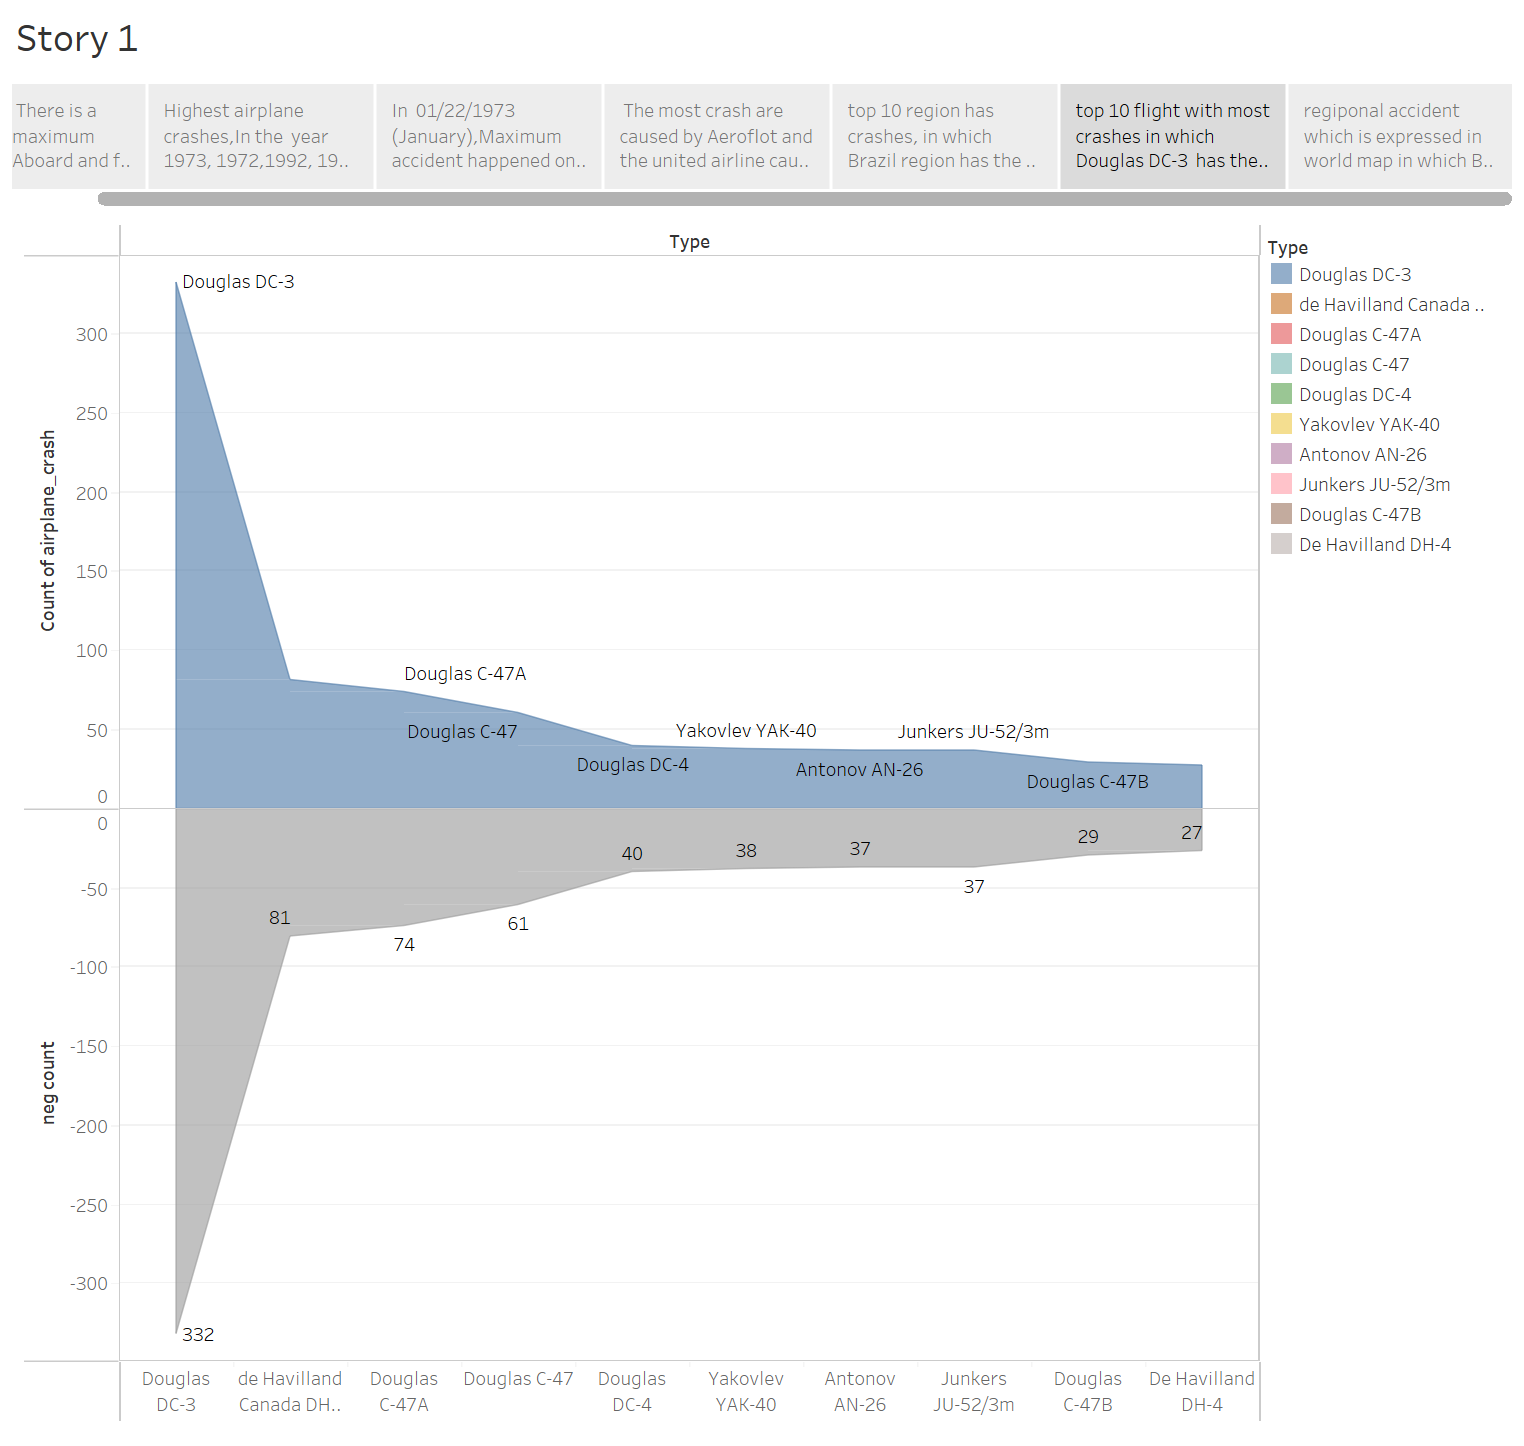 Story 1
There is a
maximum
Aboard and f..
Highest airplane
crashes,In the  year
1973, 1972,1992, 19..
In  01/22/1973
(January),Maximum
accident happened on..
The most crash are
caused by Aeroflot and
the united airline cau..
top 10 region has
crashes, in which
Brazil region has the ..
top 10 flight with most
crashes in which
Douglas DC-3  has the..
regiponal accident
which is expressed in
world map in which B..
Type
Count of airplane_crash
300
250
200
150
100
50
0
Douglas DC-3
Douglas C-47A
Douglas C-47
Yakovlev YAK-40
Junkers JU-52/3m
Douglas DC-4
Antonov AN-26
Douglas C-47B
neg count
0
-50
-100
-150
-200
-250
-300
332
81
74
61
40
38
37
37
29
27
Douglas
DC-3
de Havilland
Canada DH..
Douglas
C-47A
Douglas C-47
Douglas
DC-4
Yakovlev
YAK-40
Antonov
AN-26
Junkers
JU-52/3m
Douglas
C-47B
De Havilland
DH-4
Type
Douglas DC-3
de Havilland Canada ..
Douglas C-47A
Douglas C-47
Douglas DC-4
Yakovlev YAK-40
Antonov AN-26
Junkers JU-52/3m
Douglas C-47B
De Havilland DH-4